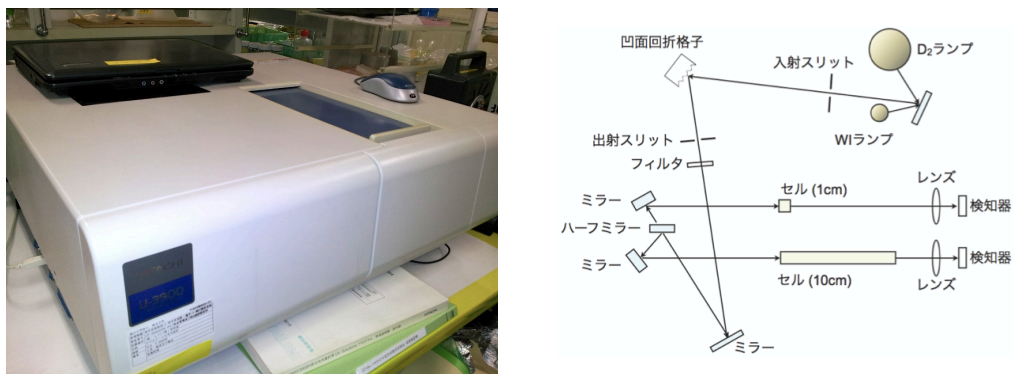 U-3900
凹面回折格子
D₂ランプ
入射スリット
WIランプ
出射スリット
フィルタ
ミラー
セル (1cm)
レンズ
検知器
ハーフミラー
ミラー
セル (10cm)
検知器
レンズ
ミラー